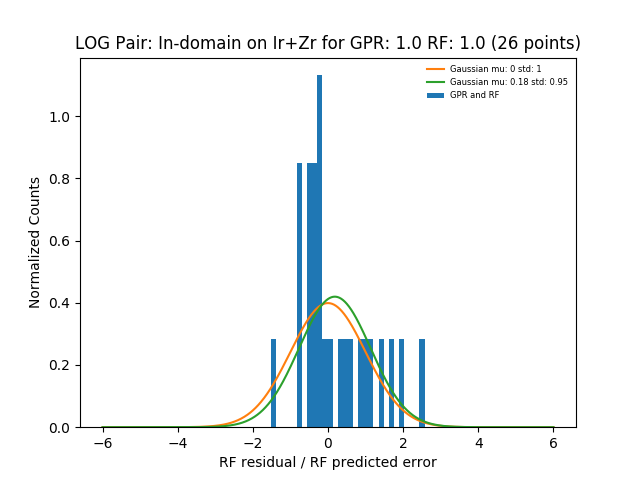 LOG Pair: In-domain on Ir+Zr for GPR: 1.0 RF: 1.0 (26 points)
Gaussian mu: 0 std: 1
Gaussian mu: 0.18 std: 0.95
GPR and RF
Normalized Counts
1.0
0.8
0.6
0.4
0.2
0.0
−6 −4 −2 0 2 4 6
RF residual / RF predicted error